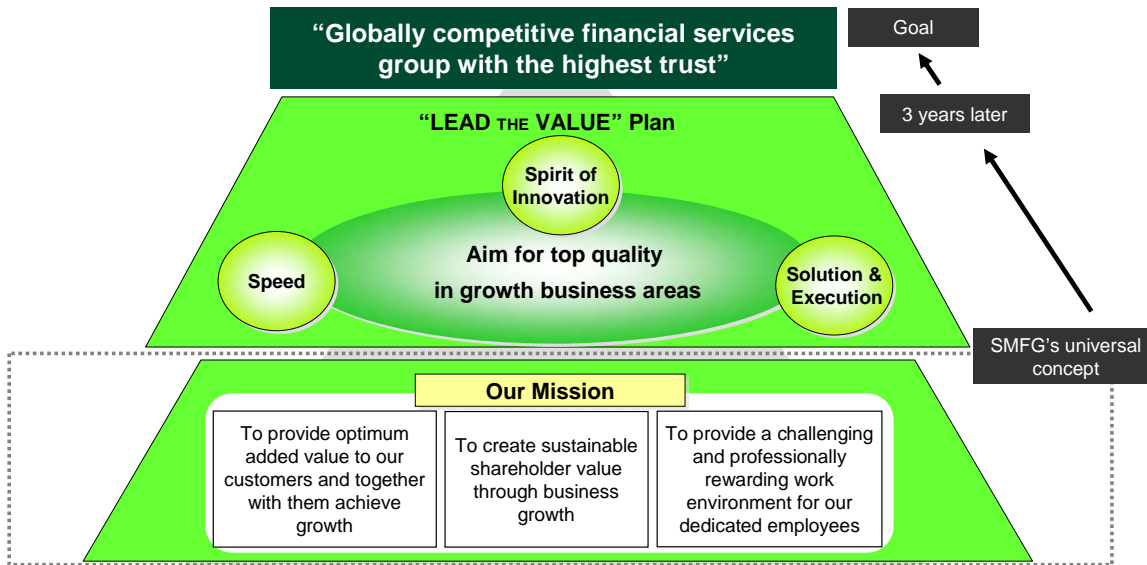 “Globally competitive financial services
group with the highest trust”
Goal
3 years later
“LEAD THE VALUE” Plan
Spirit of
Innovation
Speed
Aim for top quality
in growth business areas
Solution &
Execution
SMFG’s universal
concept
Our Mission
To provide optimum
added value to our
customers and together
with them achieve
growth
To create sustainable
shareholder value
through business
growth
To provide a challenging
and professionally
rewarding work
environment for our
dedicated employees